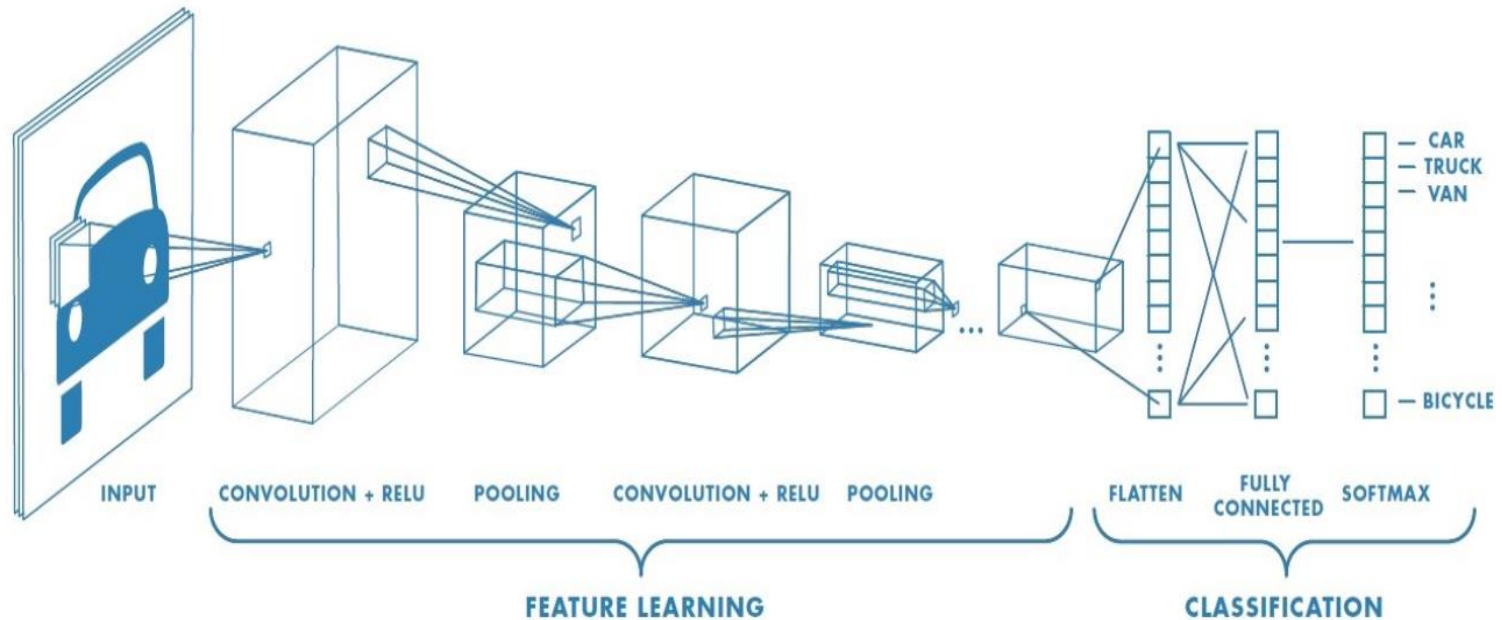 CAR
TRUCK
VAN
BICYCLE
INPUT
CONVOLUTION + RELU
POOLING
CONVOLUTION + RELU
POOLING
FLATTEN
FULLY
CONNECTED
SOFTMAX
FEATURE LEARNING
CLASSIFICATION